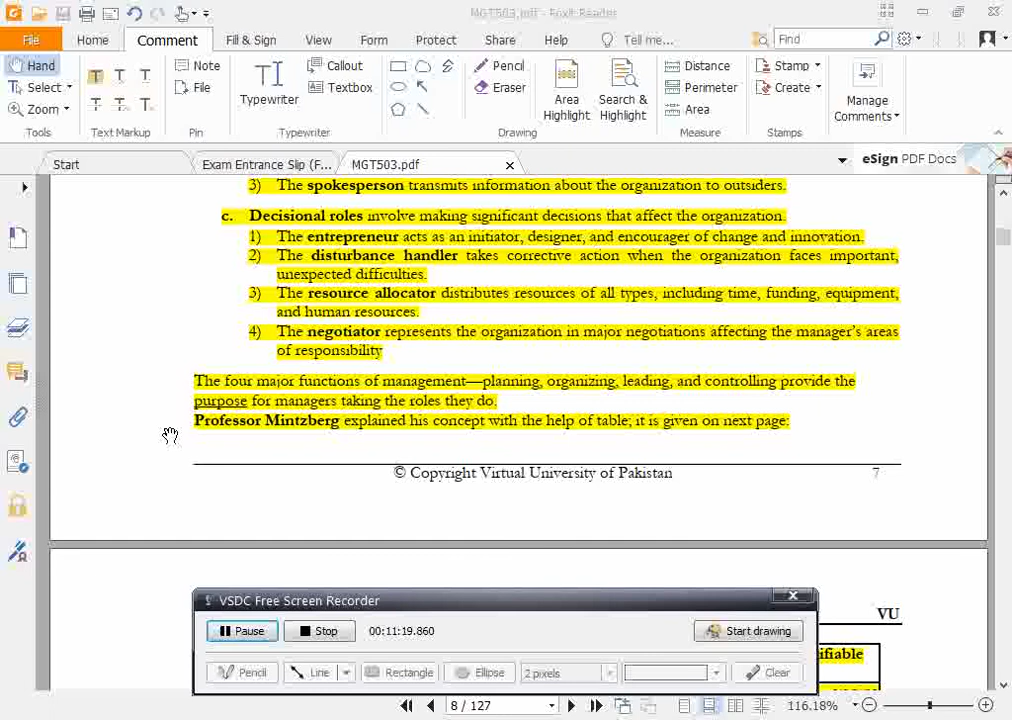 MGT503.pdf - Foxit Reader
File Home Comment Fill & Sign View Form Protect Share Help Tell me... Find
Hand
Select
Zoom
Tools
T T T
T T T
Text Markup
Note
File
Pin
Typewriter
Callout
Textbox
Typewriter
Pencil
Eraser
Area
Highlight
Search &
Highlight
Drawing
Distance
Perimeter
Area
Measure
Stamp
Create
Stamps
Manage
Comments
Start Exam Entrance Slip (F... MGT503.pdf eSign PDF Docs
3) The spokesperson transmits information about the organization to outsiders.
c. Decisional roles involve making significant decisions that affect the organization.
1) The entrepreneur acts as an initiator, designer, and encourager of change and innovation.
2) The disturbance handler takes corrective action when the organization faces important,
unexpected difficulties.
3) The resource allocator distributes resources of all types, including time, funding, equipment,
and human resources.
4) The negotiator represents the organization in major negotiations affecting the manager's areas
of responsibility
The four major functions of management—planning, organizing, leading, and controlling provide the
purpose for managers taking the roles they do.
Professor Mintzberg explained his concept with the help of table; it is given on next page:
© Copyright Virtual University of Pakistan 7
VU
ifiable
VSDC Free Screen Recorder
Pause Stop 00:11:19.860 Start drawing
Pencil Line Rectangle Ellipse 2 pixels Clear
8 / 127 116.18%